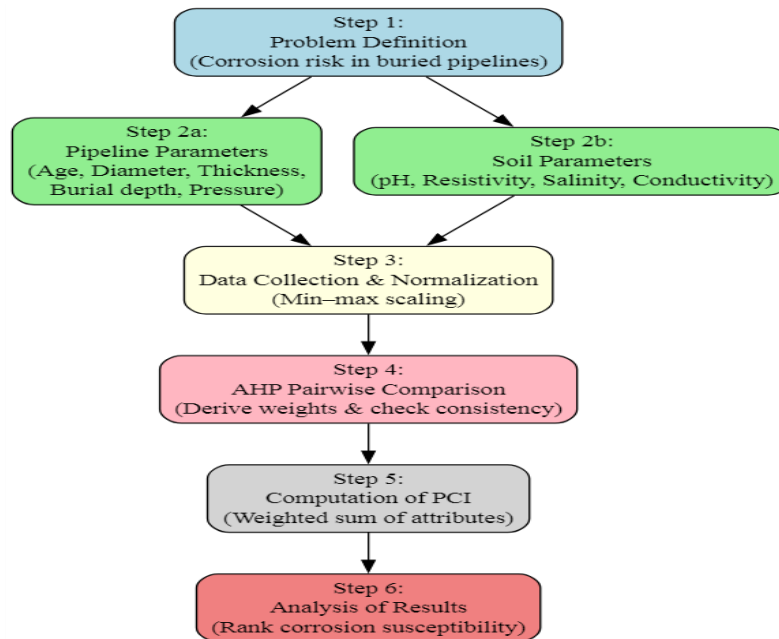 Step 1:
Problem Definition
(Corrosion risk in buried pipelines)
Step 2a:
Pipeline Parameters
(Age, Diameter, Thickness,
Burial depth, Pressure)
Step 2b:
Soil Parameters
(pH, Resistivity, Salinity, Conductivity)
Step 3:
Data Collection & Normalization
(Min–max scaling)
Step 4:
AHP Pairwise Comparison
(Derive weights & check consistency)
Step 5:
Computation of PCI
(Weighted sum of attributes)
Step 6:
Analysis of Results
(Rank corrosion susceptibility)